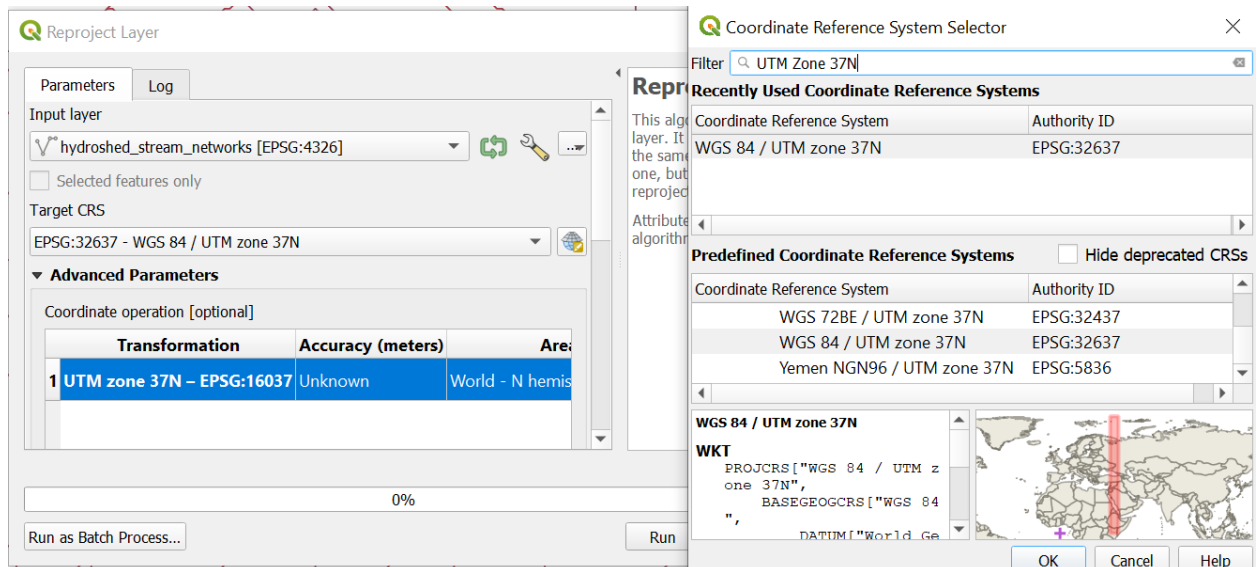 Reproject Layer
Parameters
Log
Input layer
hydroshed_stream_networks [EPSG:4326]
...
Selected features only
Target CRS
EPSG:32637 - WGS 84 / UTM zone 37N
Advanced Parameters
Coordinate operation [optional]
Transformation Accuracy (meters) Area
1 UTM zone 37N – EPSG:16037 Unknown World - N hemis
0%
Run as Batch Process...
Run
Repr
This algo
layer. It
the same
one, but
reprojec
Attribute
algorithm
Coordinate Reference System Selector
Filter UTM Zone 37N
Recently Used Coordinate Reference Systems
Coordinate Reference System Authority ID
WGS 84 / UTM zone 37N EPSG:32637
Predefined Coordinate Reference Systems Hide deprecated CRSs
Coordinate Reference System Authority ID
WGS 72BE / UTM zone 37N EPSG:32437
WGS 84 / UTM zone 37N EPSG:32637
Yemen NGN96 / UTM zone 37N EPSG:5836
WGS 84 / UTM zone 37N
WKT
PROJCRS["WGS 84 / UTM z
one 37N",
BASEGEOGCRS["WGS 84
",
DATUM["World Ge
OK
Cancel
Help